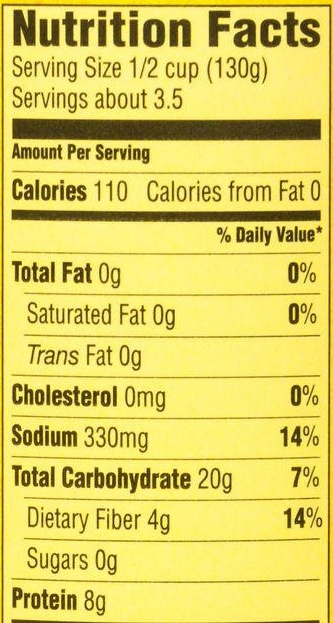 Nutrition Facts
Serving Size 1/2 cup (130g)
Servings about 3.5
Amount Per Serving
Calories 110 Calories from Fat 0
% Daily Value*
Total Fat 0g 0%
Saturated Fat 0g 0%
Trans Fat 0g
Cholesterol 0mg 0%
Sodium 330mg 14%
Total Carbohydrate 20g 7%
Dietary Fiber 4g 14%
Sugars 0g
Protein 8g